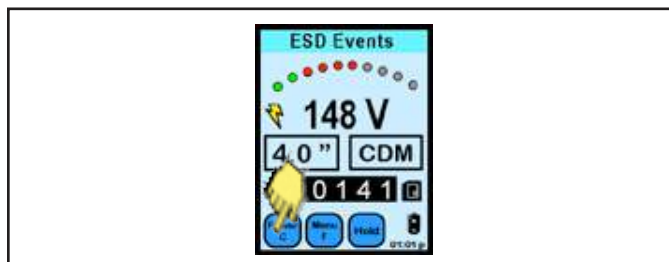 ESD Events
148 V
4.0 ” CDM
0141
C Menu F Hold
01:01 p